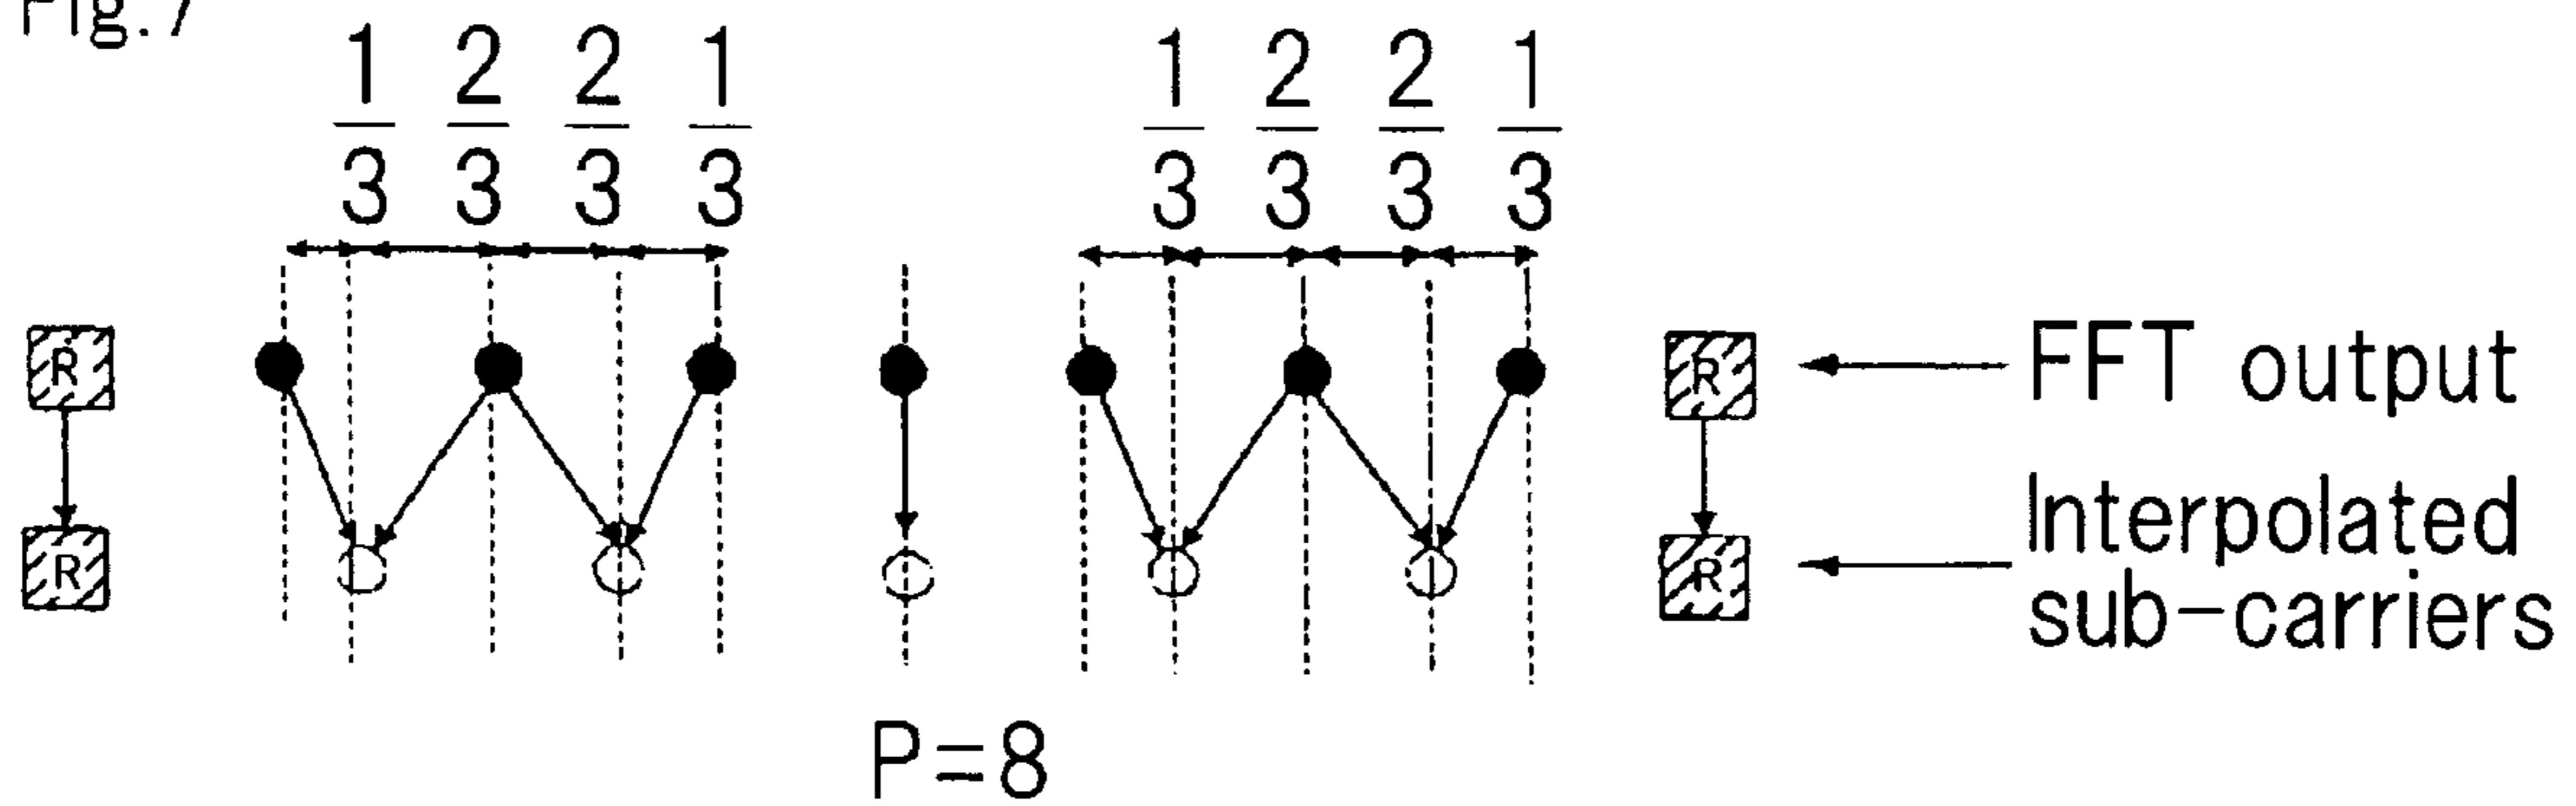 Fig. 7
1/3 2/3 2/3 1/3 1/3 2/3 2/3 1/3
R R FFT output
R R Interpolated
sub-carriers
P=8